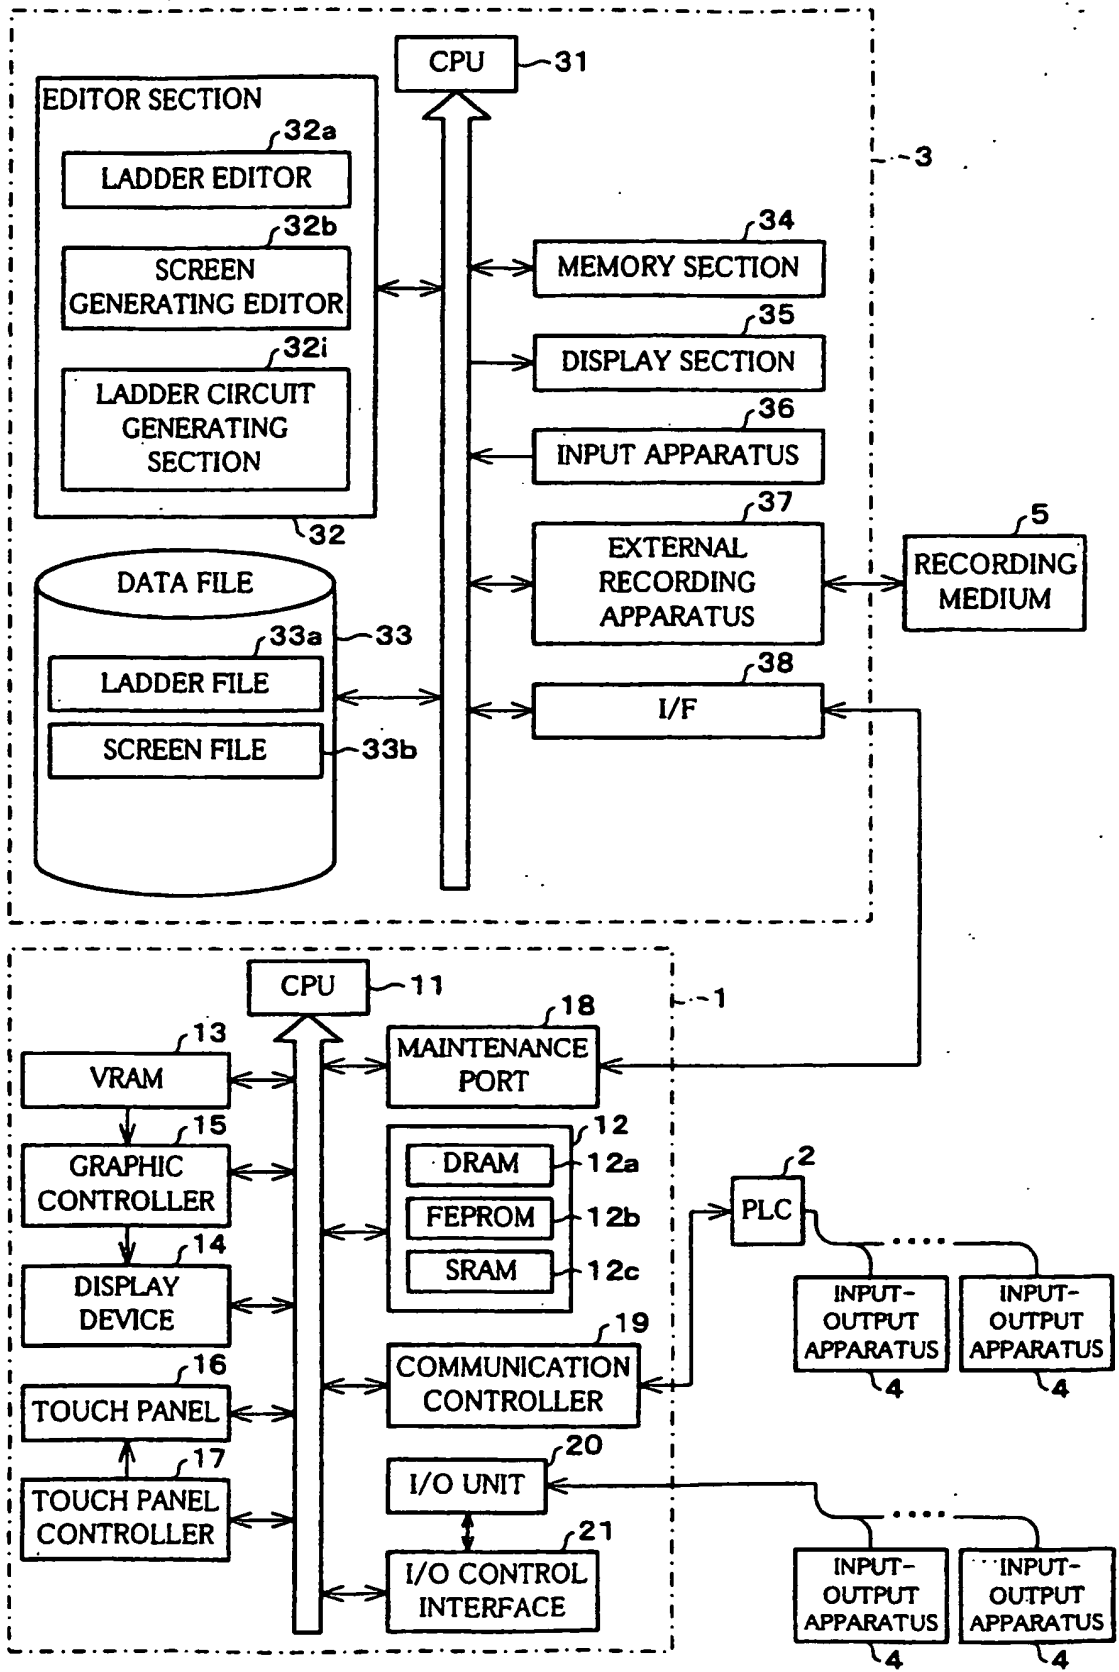 CPU
31
EDITOR SECTION
32a
LADDER EDITOR
32b
SCREEN
GENERATING EDITOR
32i
LADDER CIRCUIT
GENERATING
SECTION
32
3
34
MEMORY SECTION
35
DISPLAY SECTION
36
INPUT APPARATUS
37
EXTERNAL
RECORDING
APPARATUS
5
RECORDING
MEDIUM
38
I/F
DATA FILE
33
33a
LADDER FILE
SCREEN FILE
33b
CPU
11
1
13
VRAM
15
GRAPHIC
CONTROLLER
14
DISPLAY
DEVICE
16
TOUCH PANEL
17
TOUCH PANEL
CONTROLLER
18
MAINTENANCE
PORT
12
DRAM
12a
FEPROM
12b
SRAM
12c
19
COMMUNICATION
CONTROLLER
20
I/O UNIT
21
I/O CONTROL
INTERFACE
2
PLC
INPUT-
OUTPUT
APPARATUS
4
INPUT-
OUTPUT
APPARATUS
4
INPUT-
OUTPUT
APPARATUS
4
INPUT-
OUTPUT
APPARATUS
4